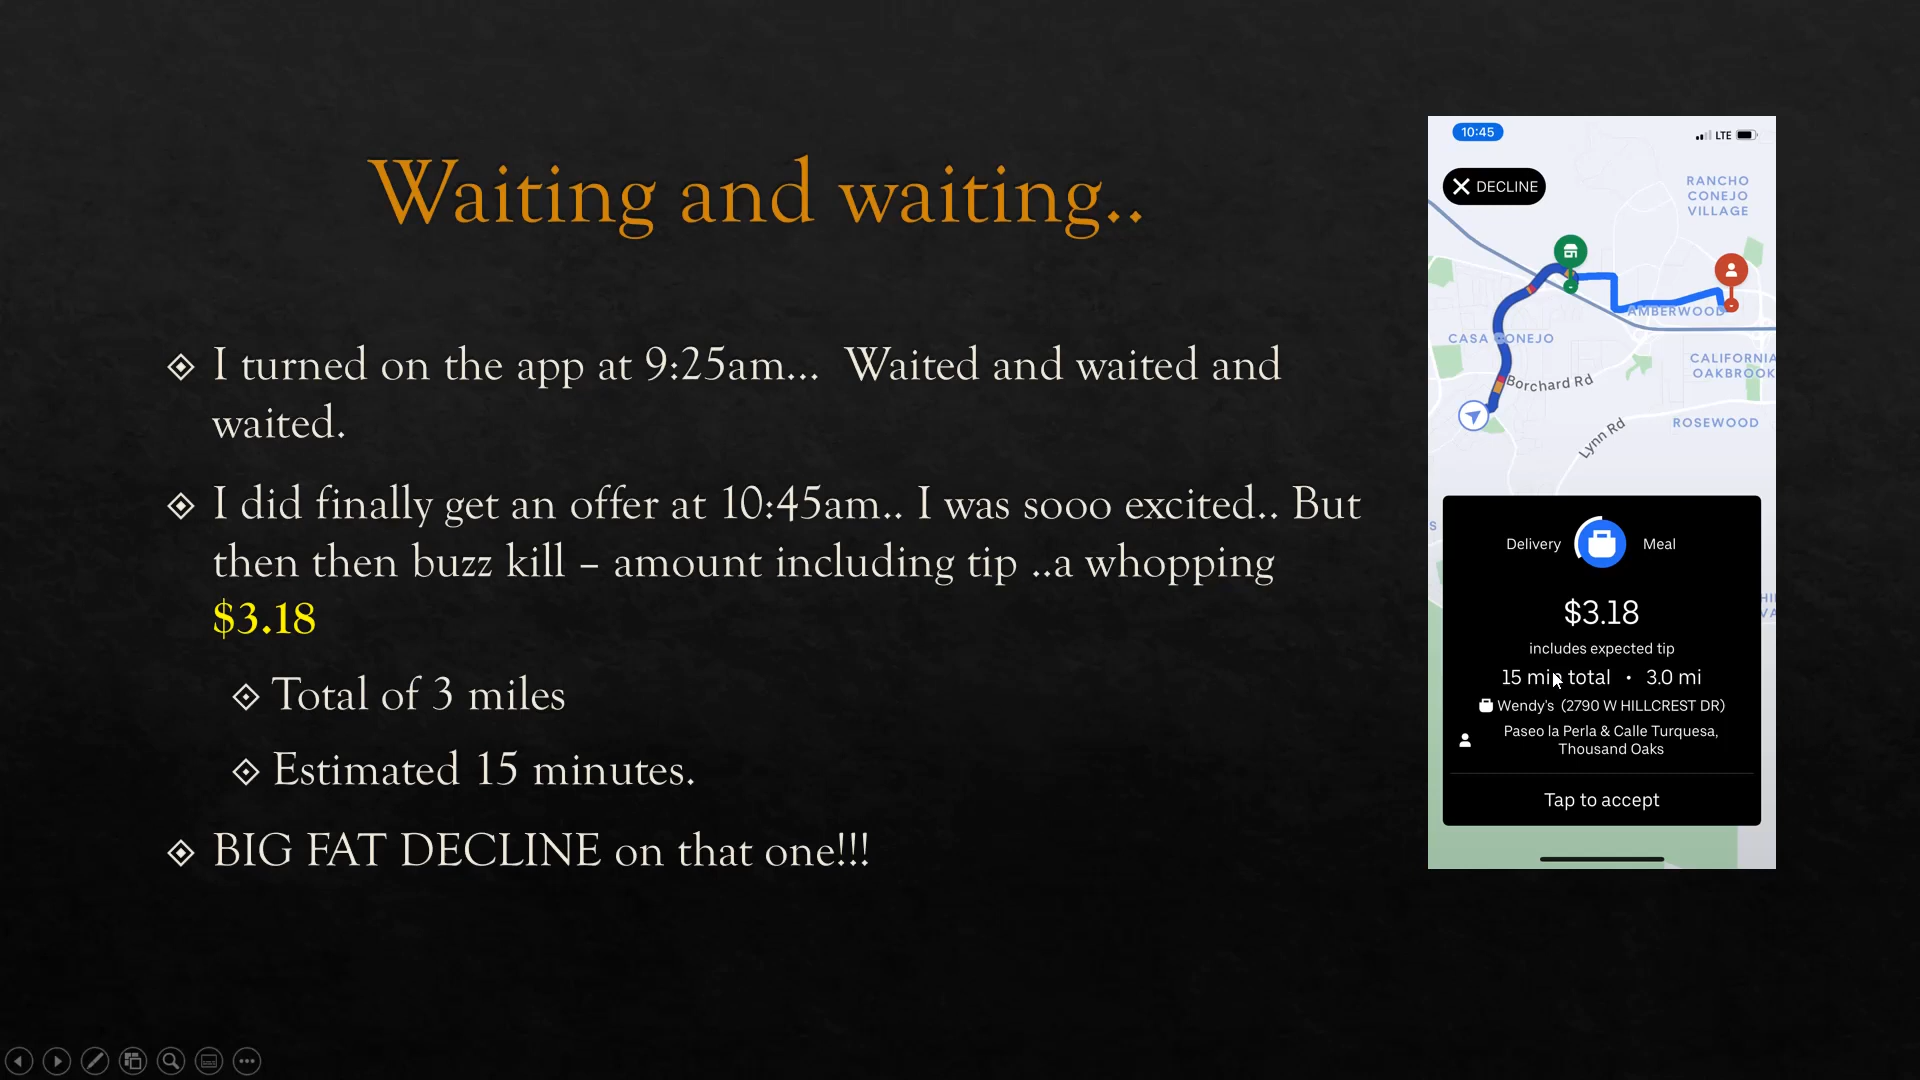 Waiting and waiting..
I turned on the app at 9:25am... Waited and waited and
waited.
I did finally get an offer at 10:45am.. I was sooo excited.. But
then then buzz kill – amount including tip ..a whopping
$3.18
Total of 3 miles
Estimated 15 minutes.
BIG FAT DECLINE on that one!!!
10:45
LTE
DECLINE
RANCHO
CONEJO
VILLAGE
AMBERWOOD
CASA CONEJO
CALIFORNIA
OAKBROOK
Borchard Rd
ROSEWOOD
Lynn Rd
S
Delivery
Meal
$3.18
includes expected tip
15 min total • 3.0 mi
Wendy's (2790 W HILLCREST DR)
Paseo la Perla & Calle Turquesa,
Thousand Oaks
Tap to accept